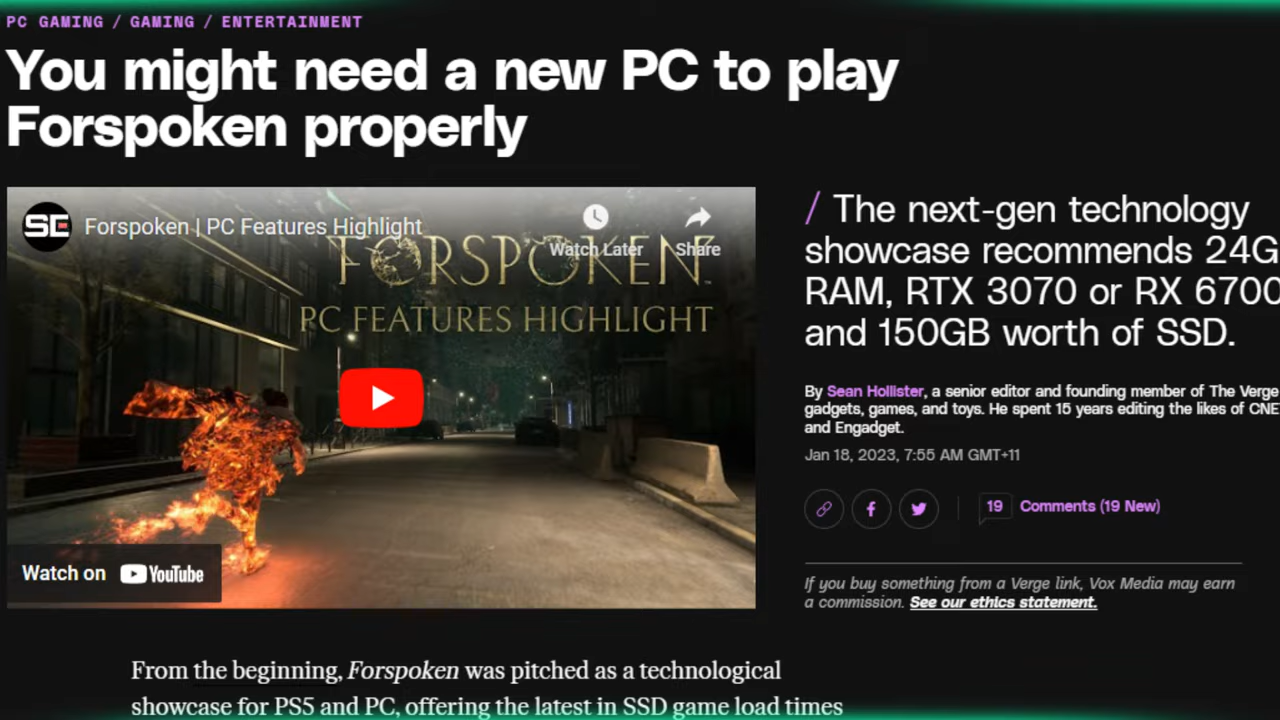 PC GAMING / GAMING / ENTERTAINMENT
You might need a new PC to play
Forspoken properly
SE Forspoken | PC Features Highlight
Watch Later Share
FORSPOKEN
PC FEATURES HIGHLIGHT
Watch on YouTube
/ The next-gen technology
showcase recommends 24G
RAM, RTX 3070 or RX 6700
and 150GB worth of SSD.
By Sean Hollister, a senior editor and founding member of The Verge
gadgets, games, and toys. He spent 15 years editing the likes of CNE
and Engadget.
Jan 18, 2023, 7:55 AM GMT+11
19 Comments (19 New)
If you buy something from a Verge link, Vox Media may earn
a commission. See our ethics statement.
From the beginning, Forspoken was pitched as a technological
showcase for PS5 and PC, offering the latest in SSD game load times